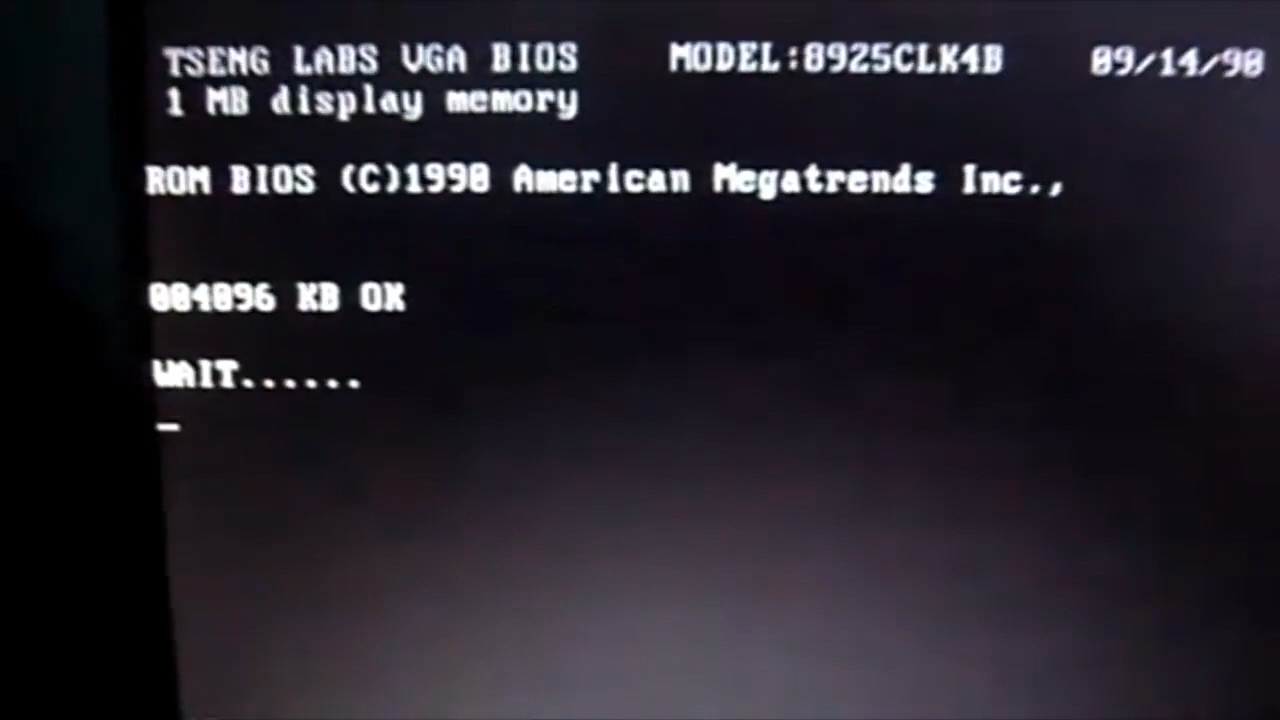 TSENG LABS VGA BIOS MODEL:8925CLK4B 09/14/90
1 MB display memory
ROM BIOS (C)1990 American Megatrends Inc.,
004096 KB OK
WAIT......
_